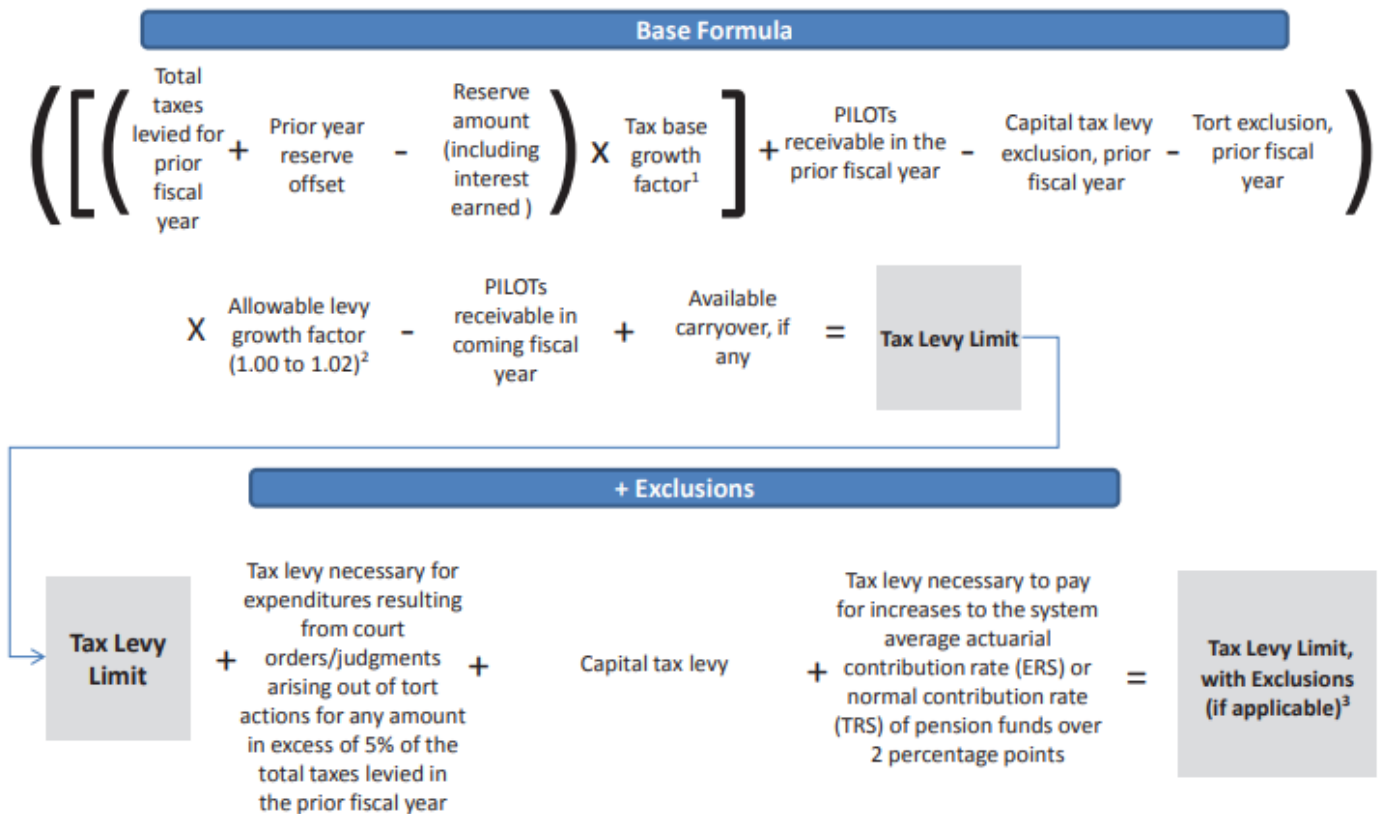 Base Formula
( [ (
Total
taxes
levied for
prior
fiscal
year
+
Prior year
reserve
offset
-
Reserve
amount
(including
interest
earned )
)
X
Tax base
growth
factor¹
]
+
PILOTs
receivable in the
prior fiscal year
-
Capital tax levy
exclusion, prior
fiscal year
-
Tort exclusion,
prior fiscal
year
)
X
Allowable levy
growth factor
(1.00 to 1.02)²
-
PILOTs
receivable in
coming fiscal
year
+
Available
carryover, if
any
=
Tax Levy Limit
+ Exclusions
Tax Levy
Limit
+
Tax levy necessary for
expenditures resulting
from court
orders/judgments
arising out of tort
actions for any amount
in excess of 5% of the
total taxes levied in
the prior fiscal year
+
Capital tax levy
+
Tax levy necessary to pay
for increases to the system
average actuarial
contribution rate (ERS) or
normal contribution rate
(TRS) of pension funds over
2 percentage points
=
Tax Levy Limit,
with Exclusions
(if applicable)³